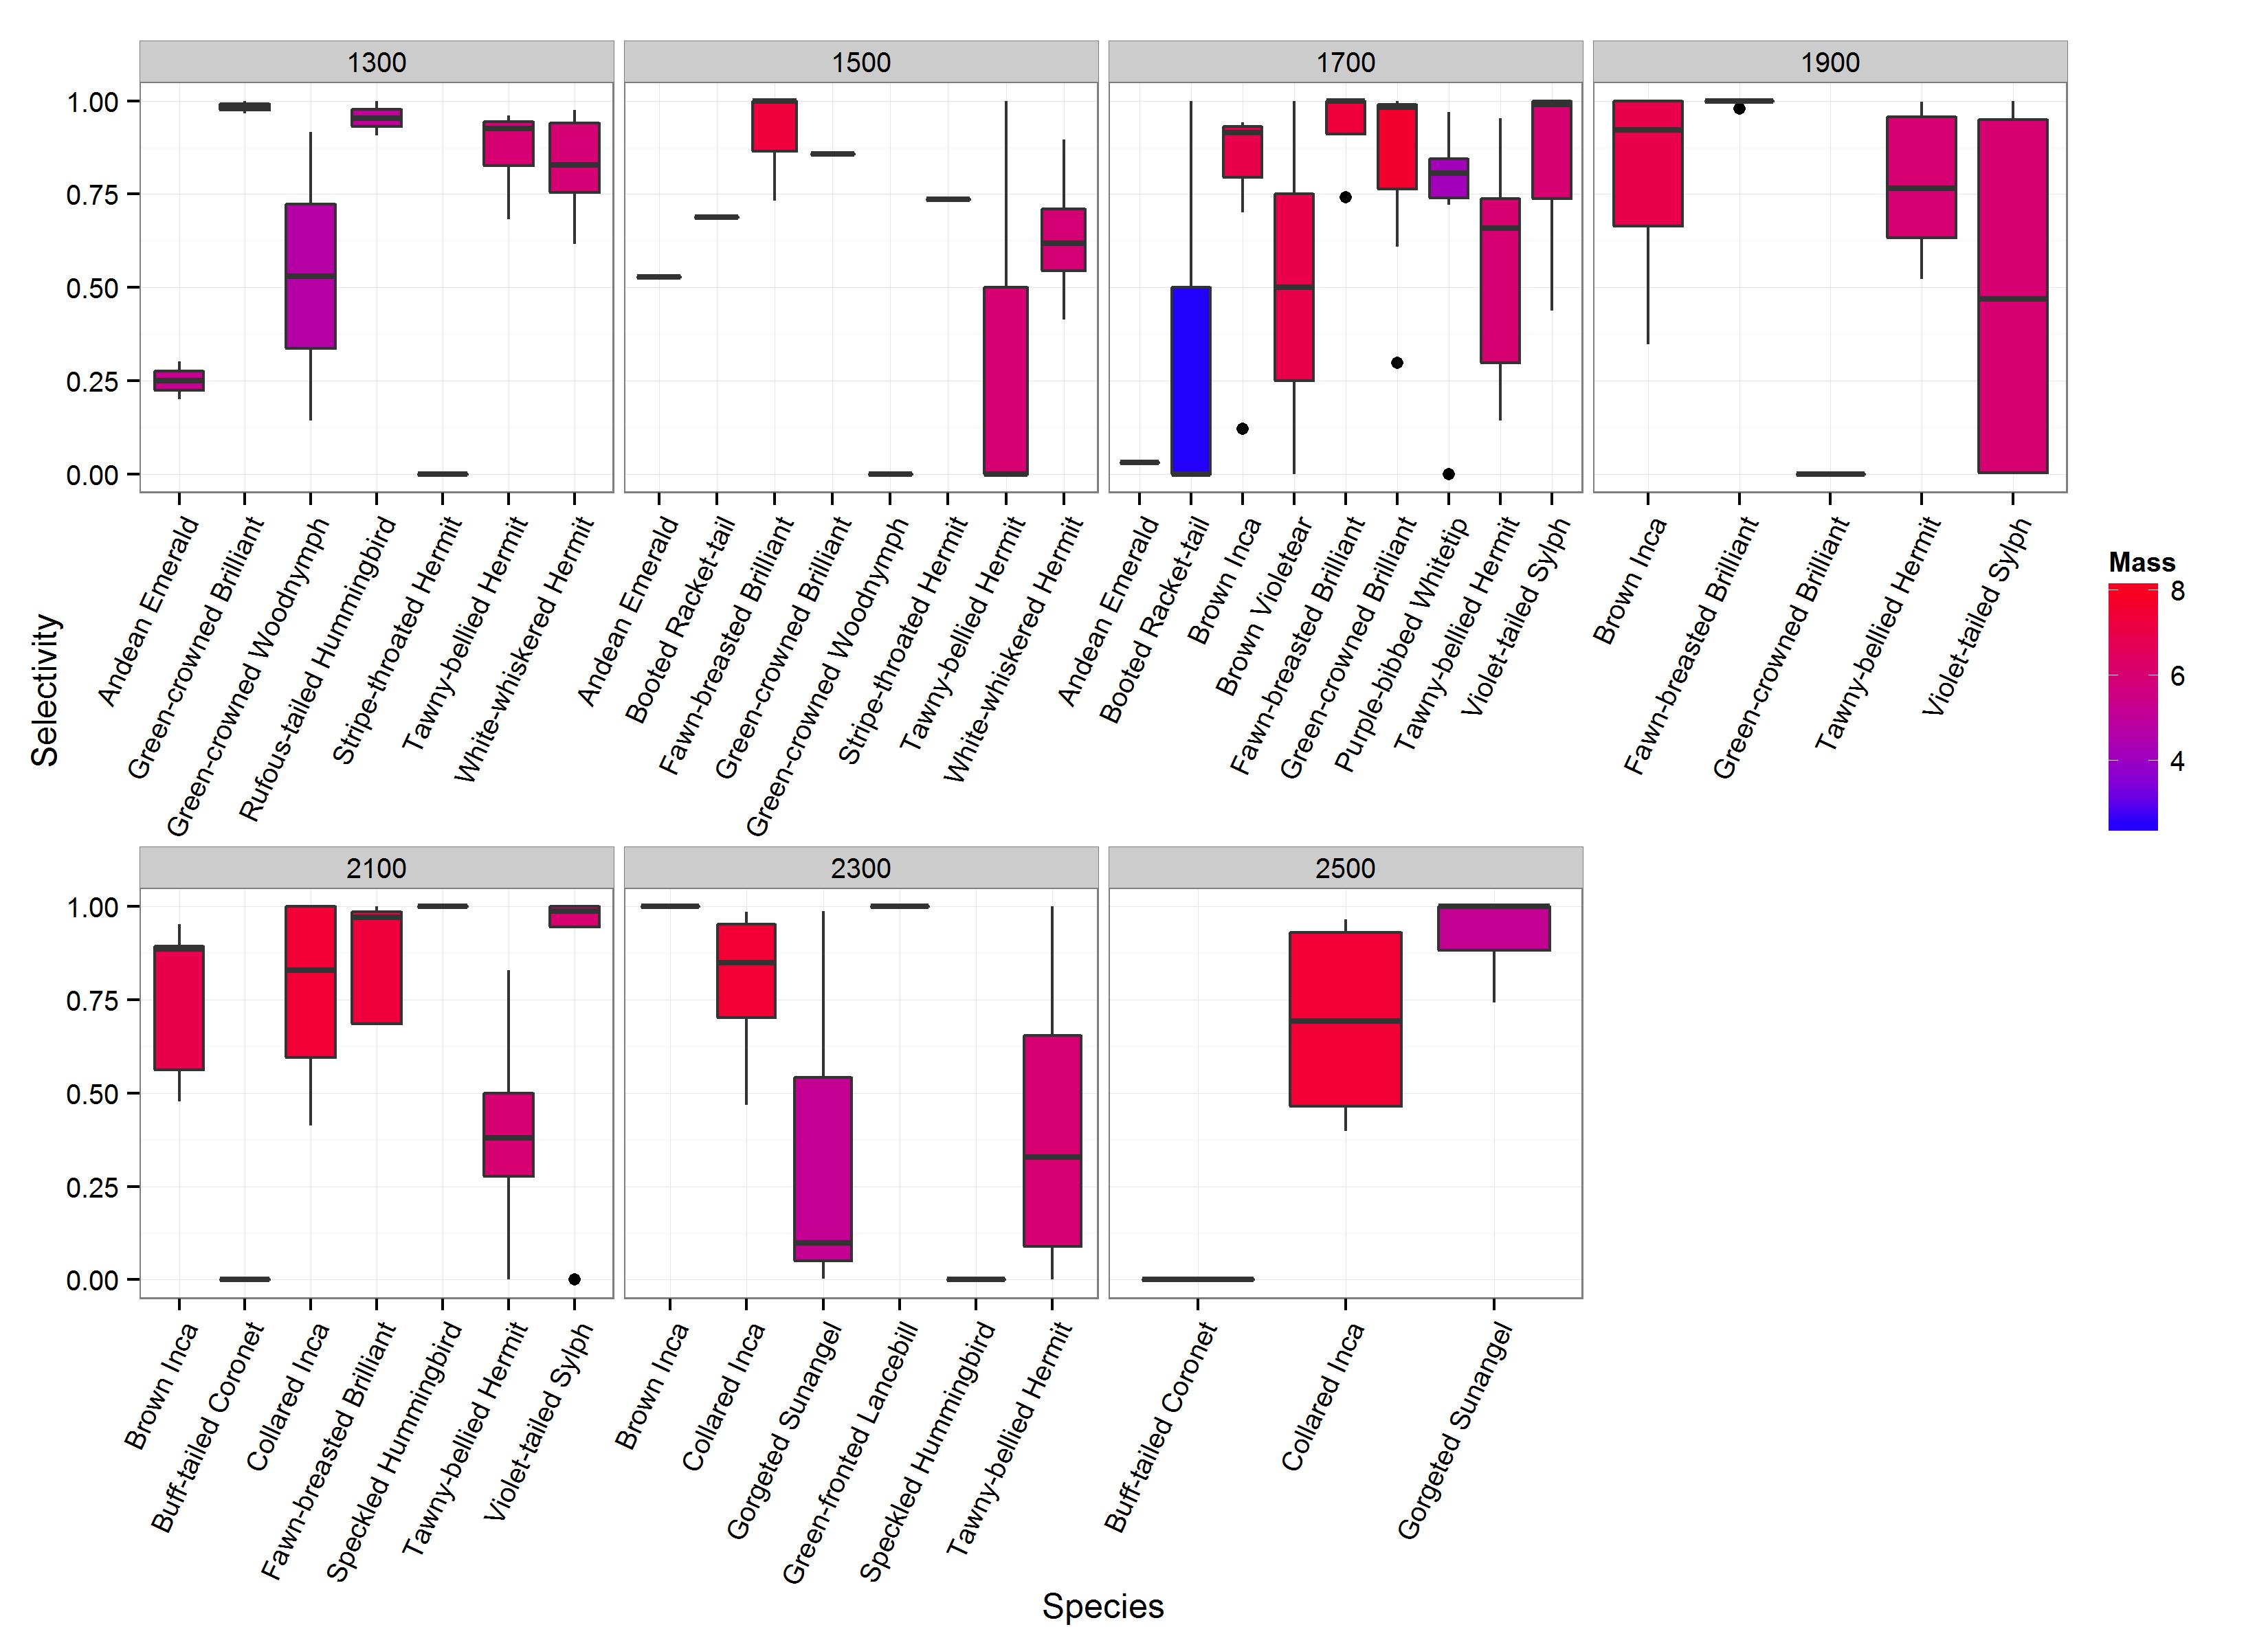 1300
1500
1700
1900
Selectivity
1.00
0.75
0.50
0.25
0.00
Andean Emerald
Green-crowned Brilliant
Green-crowned Woodnymph
Rufous-tailed Hummingbird
Stripe-throated Hermit
Tawny-bellied Hermit
White-whiskered Hermit
Andean Emerald
Booted Racket-tail
Fawn-breasted Brilliant
Green-crowned Brilliant
Green-crowned Woodnymph
Stripe-throated Hermit
Tawny-bellied Hermit
White-whiskered Hermit
Andean Emerald
Booted Racket-tail
Brown Inca
Brown Violetear
Fawn-breasted Brilliant
Green-crowned Brilliant
Purple-bibbed Whitetip
Tawny-bellied Hermit
Violet-tailed Sylph
Brown Inca
Fawn-breasted Brilliant
Green-crowned Brilliant
Tawny-bellied Hermit
Violet-tailed Sylph
Mass
8
6
4
2100
2300
2500
1.00
0.75
0.50
0.25
0.00
Brown Inca
Buff-tailed Coronet
Collared Inca
Fawn-breasted Brilliant
Speckled Hummingbird
Tawny-bellied Hermit
Violet-tailed Sylph
Brown Inca
Collared Inca
Gorgeted Sunangel
Green-fronted Lancebill
Speckled Hummingbird
Tawny-bellied Hermit
Buff-tailed Coronet
Collared Inca
Gorgeted Sunangel
Species